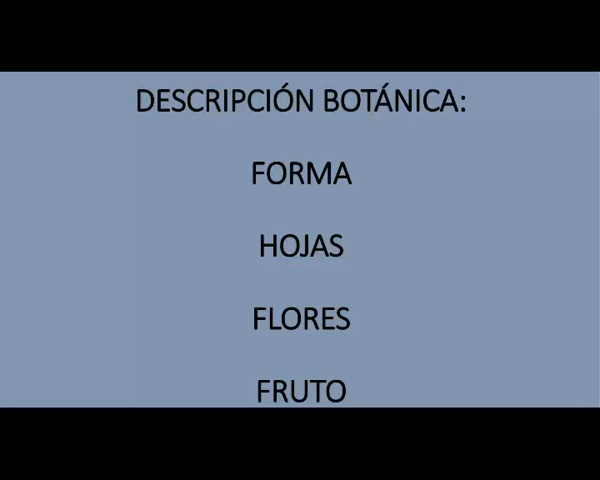 DESCRIPCIÓN BOTÁNICA:
FORMA
HOJAS
FLORES
FRUTO